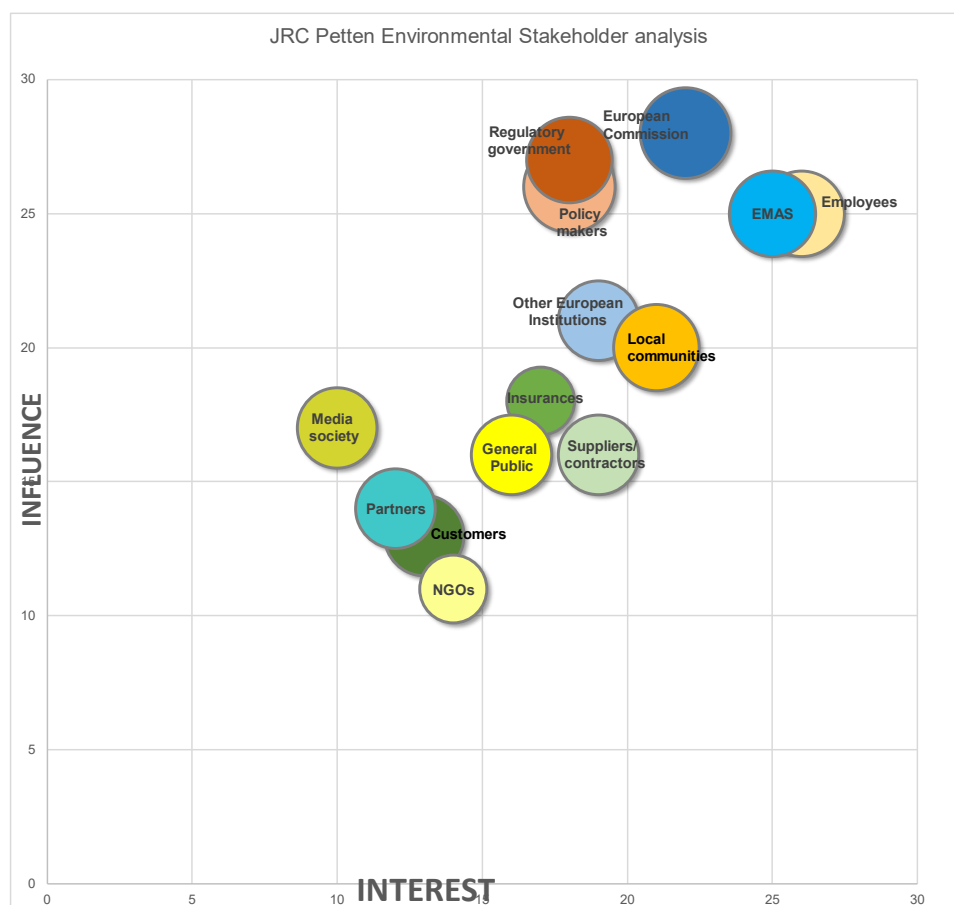 JRC Petten Environmental Stakeholder analysis
30
European
Commission
Regulatory
government
Policy
makers
25
EMAS
Employees
Other European
Institutions
20
Local
communities
Insurances
Media
society
General
Public
Suppliers/
contractors
15
INFLUENCE
Partners
Customers
NGOs
10
5
0
0
5
10
15
20
25
30
INTEREST